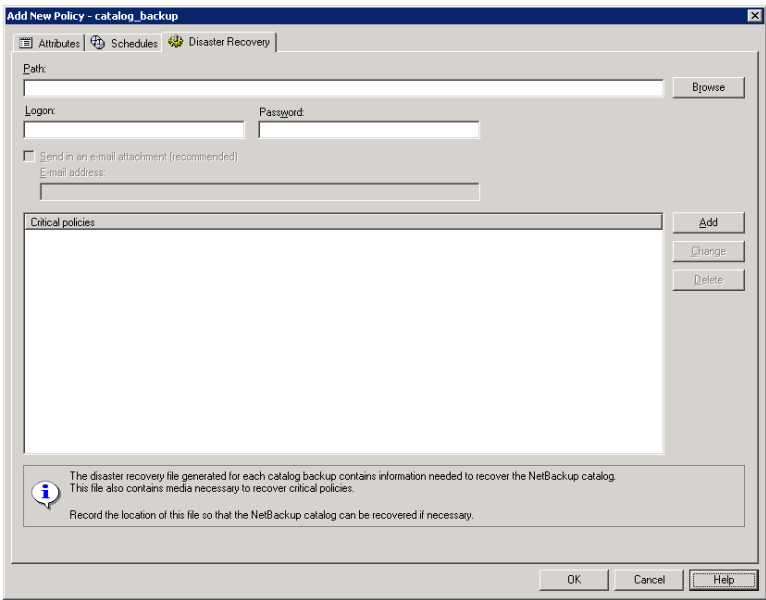 Add New Policy - catalog_backup
Attributes Schedules Disaster Recovery
Path:
Browse
Logon: Password:
Send in an e-mail attachment (recommended)
E-mail address:
Critical policies
Add
Change
Delete
The disaster recovery file generated for each catalog backup contains information needed to recover the NetBackup catalog.
This file also contains media necessary to recover critical policies.
Record the location of this file so that the NetBackup catalog can be recovered if necessary.
OK Cancel Help